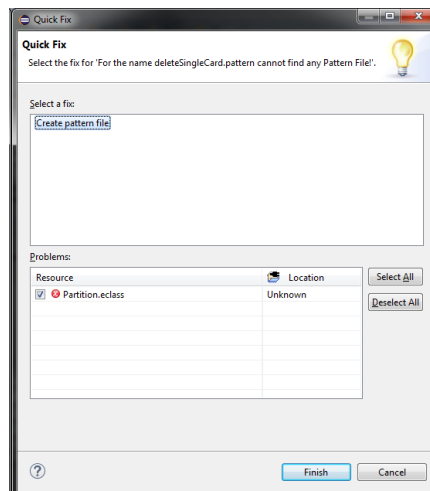 Quick Fix
Quick Fix
Select the fix for 'For the name deleteSingleCard.pattern cannot find any Pattern File!'.
Select a fix:
Create pattern file
Problems:
Resource
Location
Select All
Partition.eclass
Unknown
Deselect All
?
Finish
Cancel